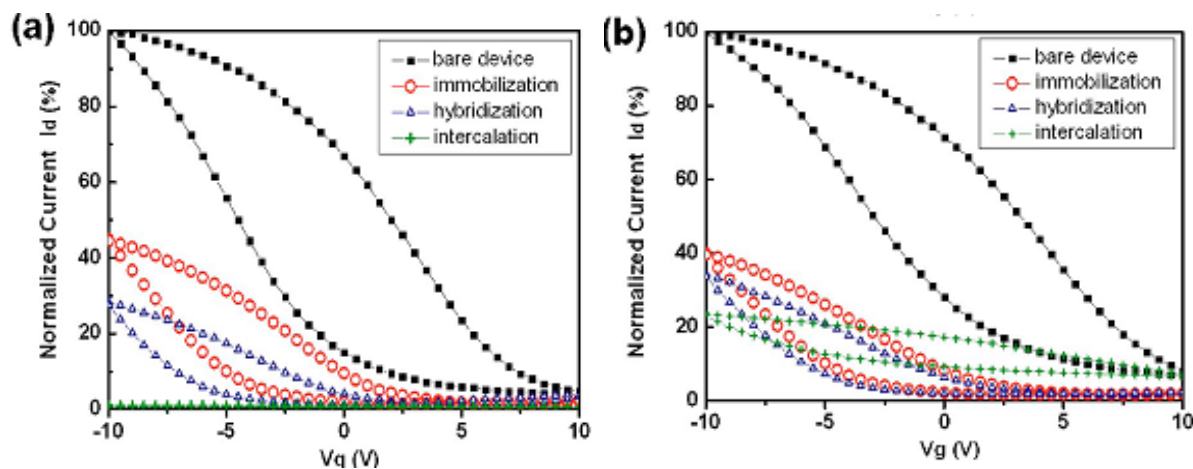 (a)
100
80
60
40
20
0
Normalized Current Id (%)
bare device
immobilization
hybridization
intercalation
-10 -5 0 5 10
Vg (V)
(b)
100
80
60
40
20
0
Normalized Current Id (%)
bare device
immobilization
hybridization
intercalation
-10 -5 0 5 10
Vg (V)